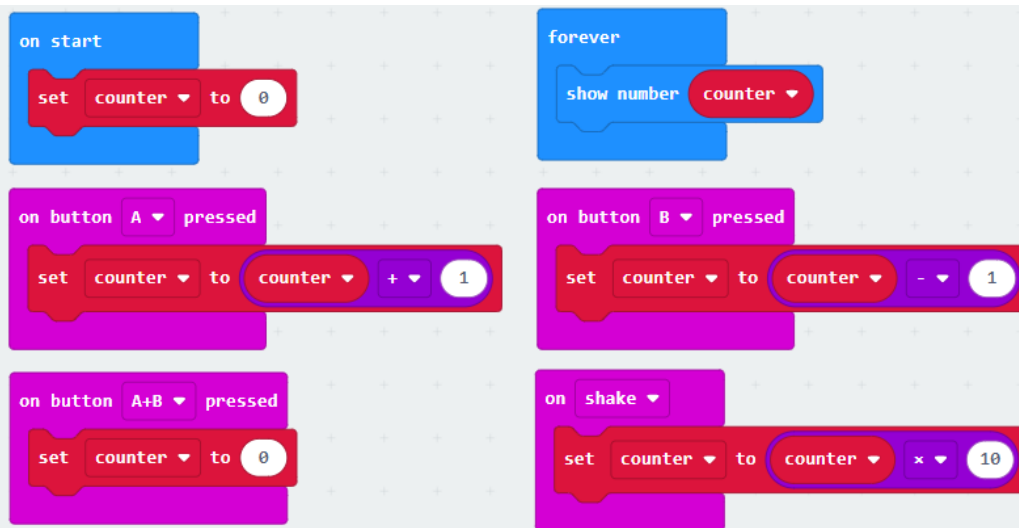 on start
set counter to 0
forever
show number counter
on button A pressed
set counter to counter + 1
on button B pressed
set counter to counter - 1
on button A+B pressed
set counter to 0
on shake
set counter to counter × 10